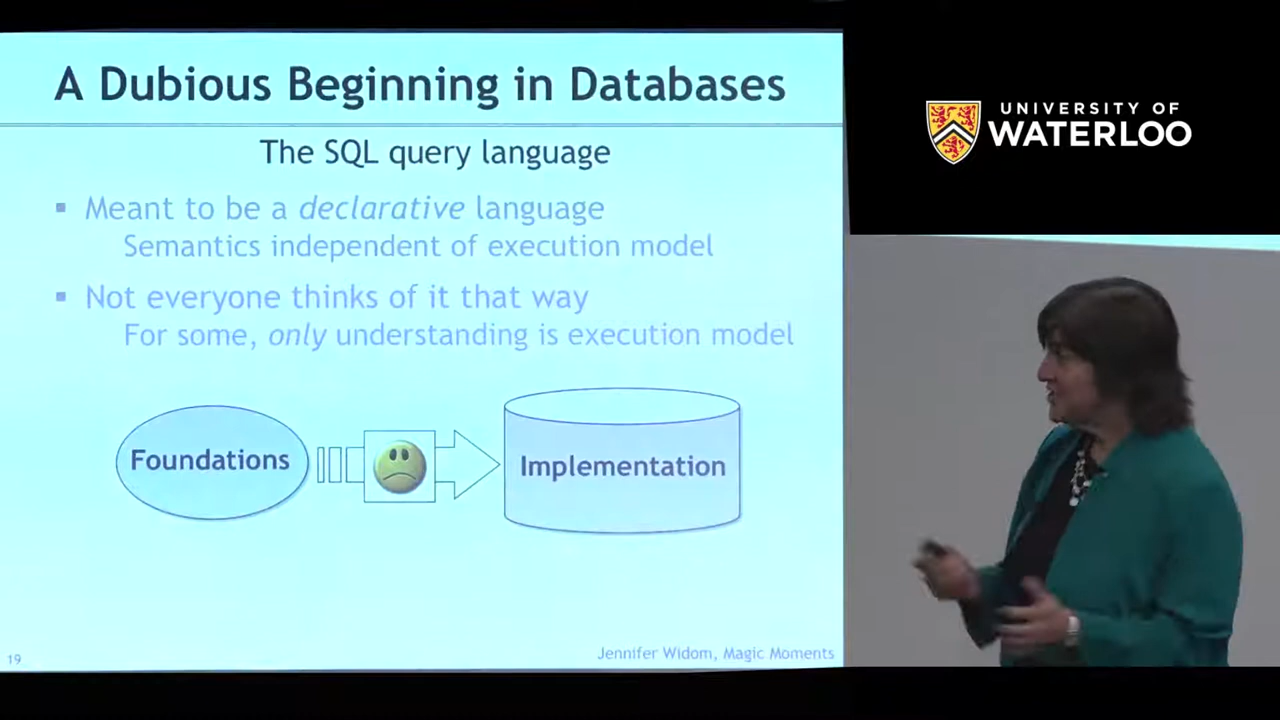 A Dubious Beginning in Databases
The SQL query language
▪ Meant to be a declarative language
Semantics independent of execution model
▪ Not everyone thinks of it that way
For some, only understanding is execution model
Foundations
Implementation
19
Jennifer Widom, Magic Moments
UNIVERSITY OF
WATERLOO